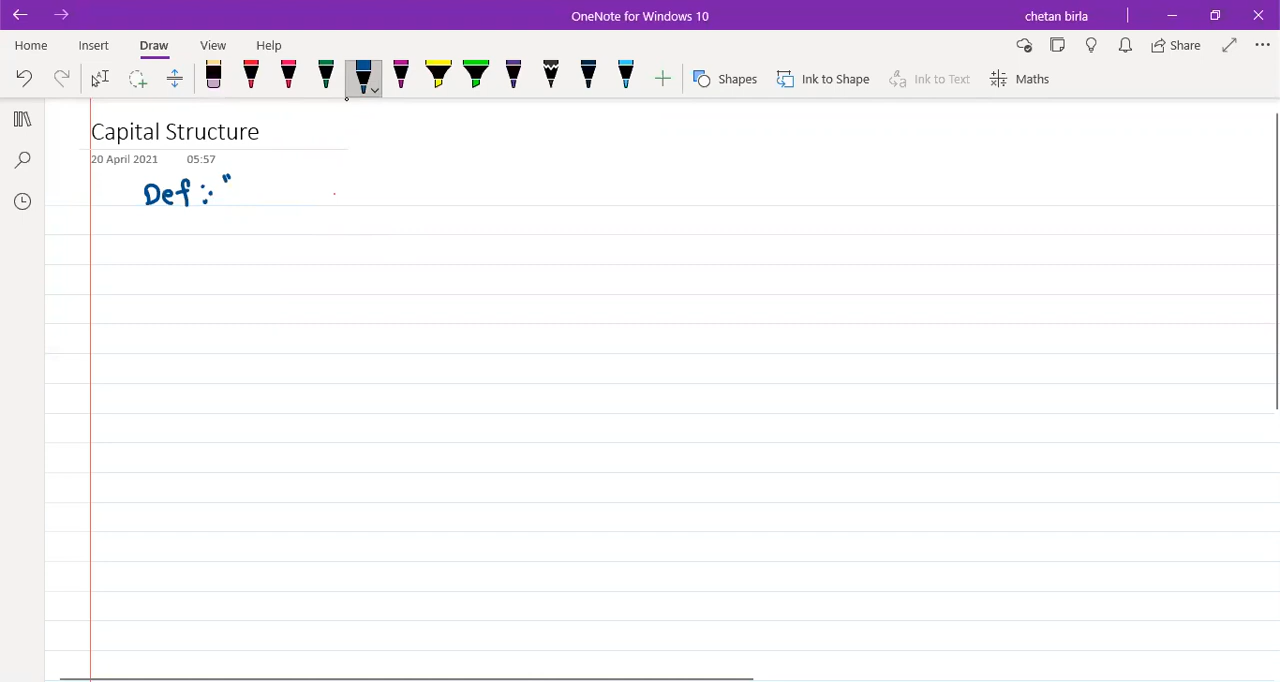 OneNote for Windows 10
chetan birla
Home Insert Draw View Help
Share
Shapes Ink to Shape Ink to Text Maths
Capital Structure
20 April 2021 05:57
Def :- "